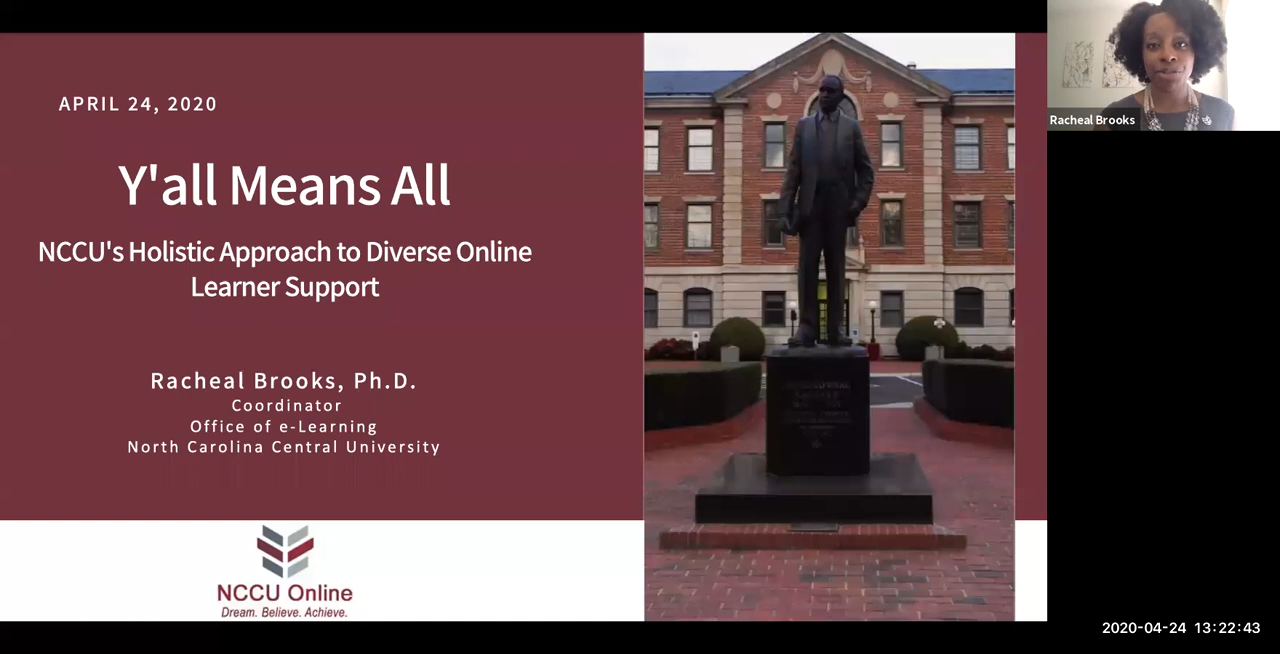 APRIL 24, 2020
Y'all Means All
NCCU's Holistic Approach to Diverse Online
Learner Support
Racheal Brooks, Ph.D.
Coordinator
Office of e-Learning
North Carolina Central University
NCCU Online
Dream. Believe. Achieve.
Racheal Brooks
2020-04-24 13:22:43